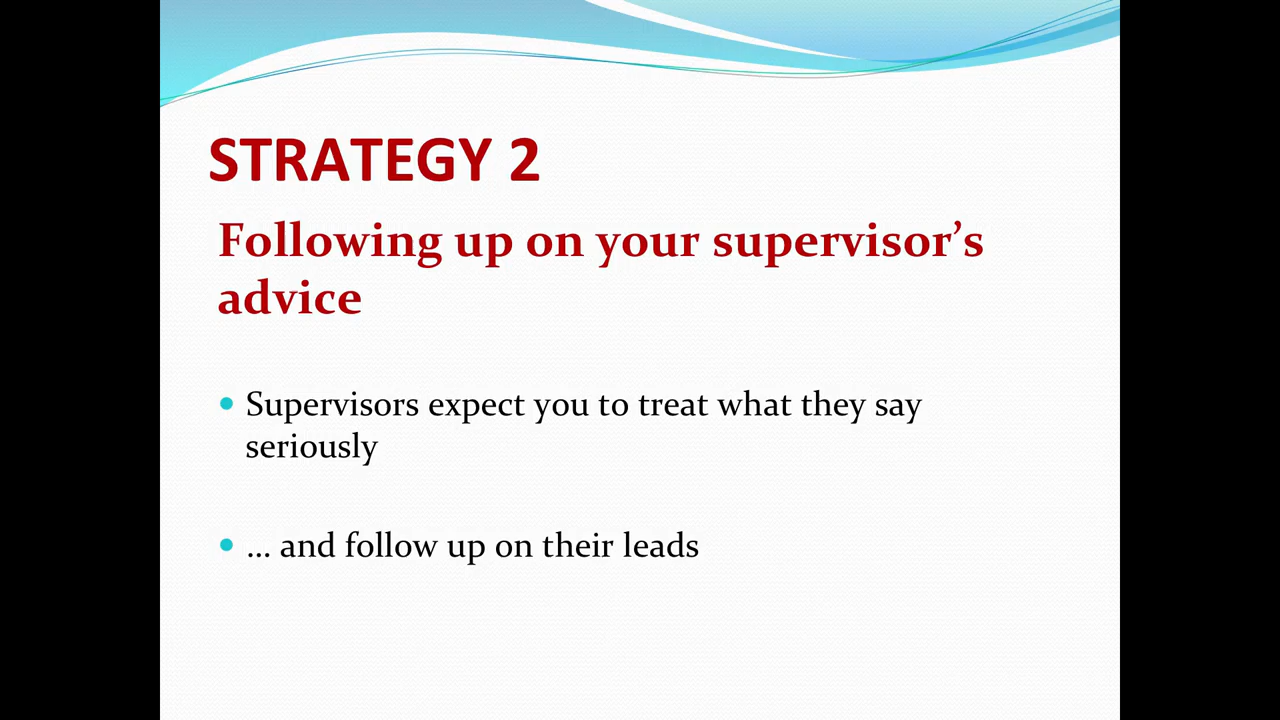 STRATEGY 2
Following up on your supervisor’s
advice
• Supervisors expect you to treat what they say
seriously
• … and follow up on their leads